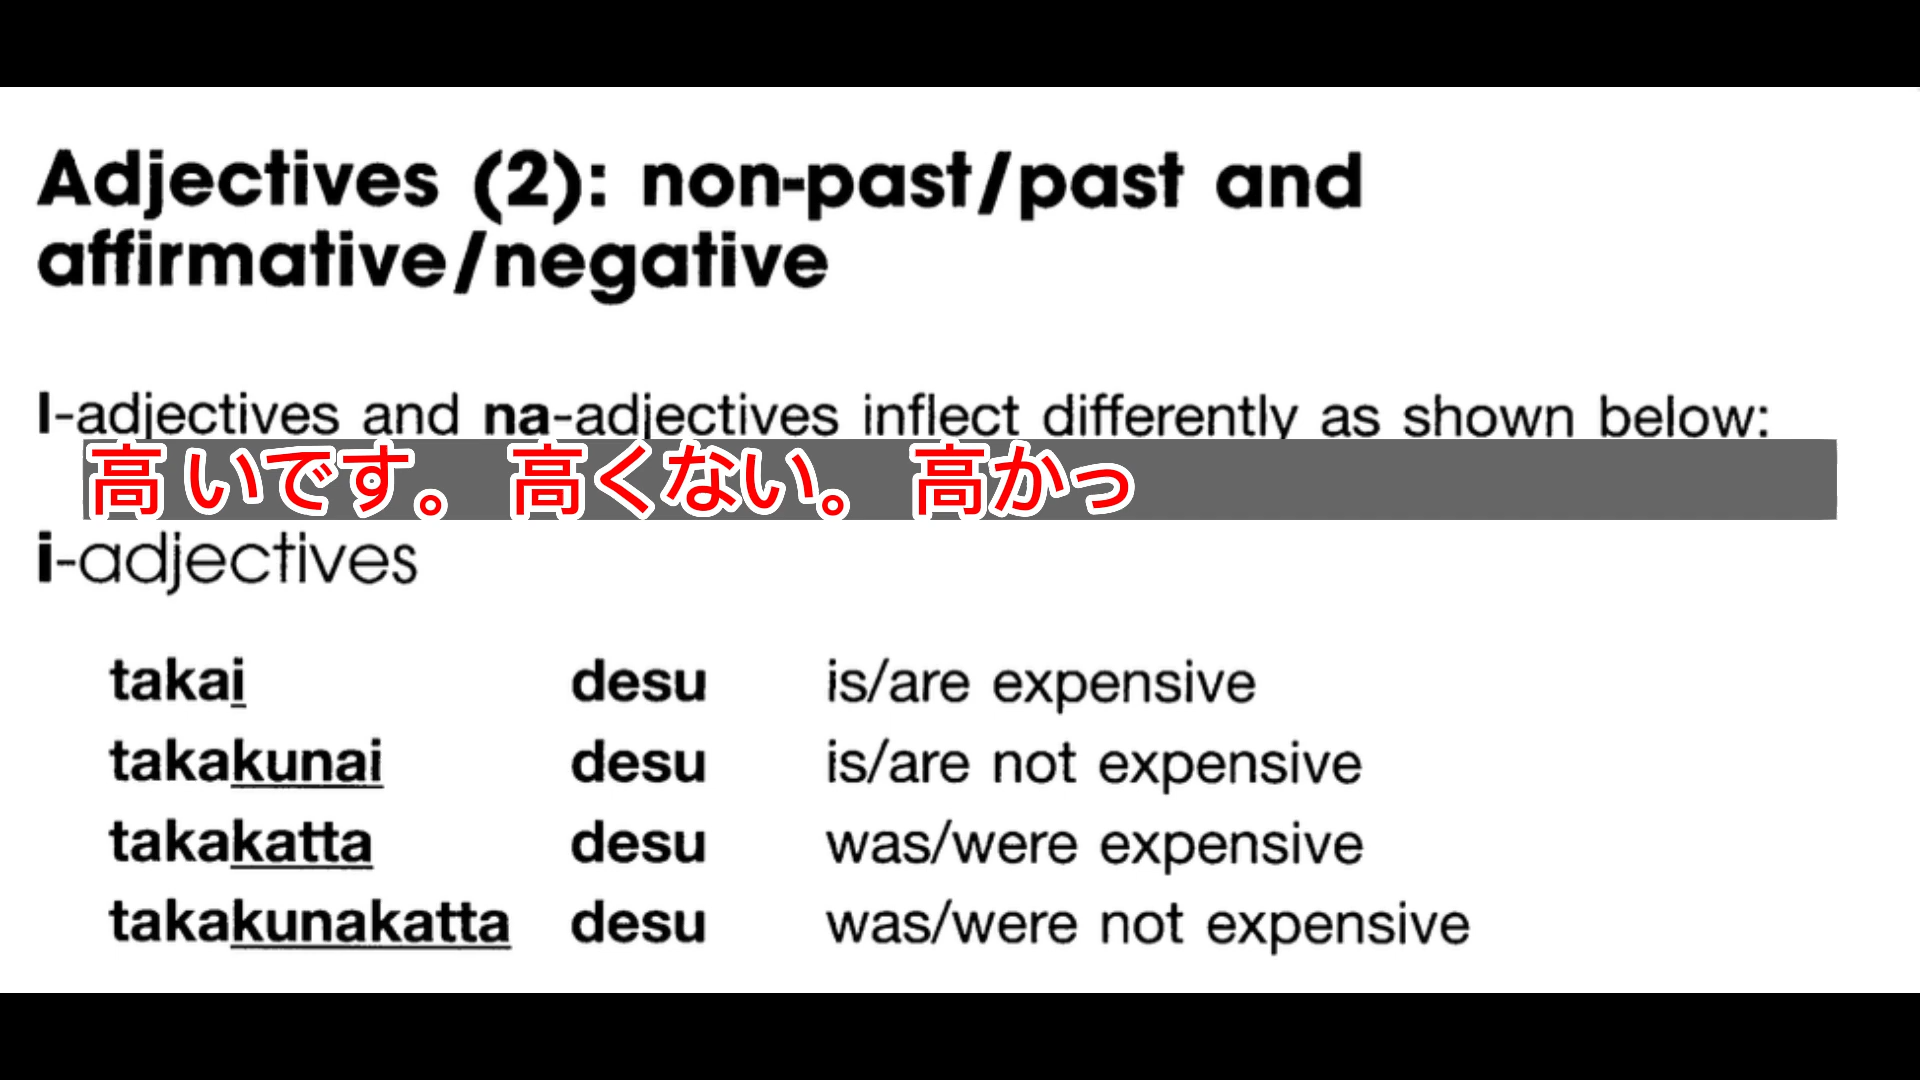 Adjectives (2): non-past/past and
affirmative/negative
I-adjectives and na-adjectives inflect differently as shown below:
高いです。 高くない。 高かっ
i-adjectives
takai desu is/are expensive
takakunai desu is/are not expensive
takakatta desu was/were expensive
takakunakatta desu was/were not expensive